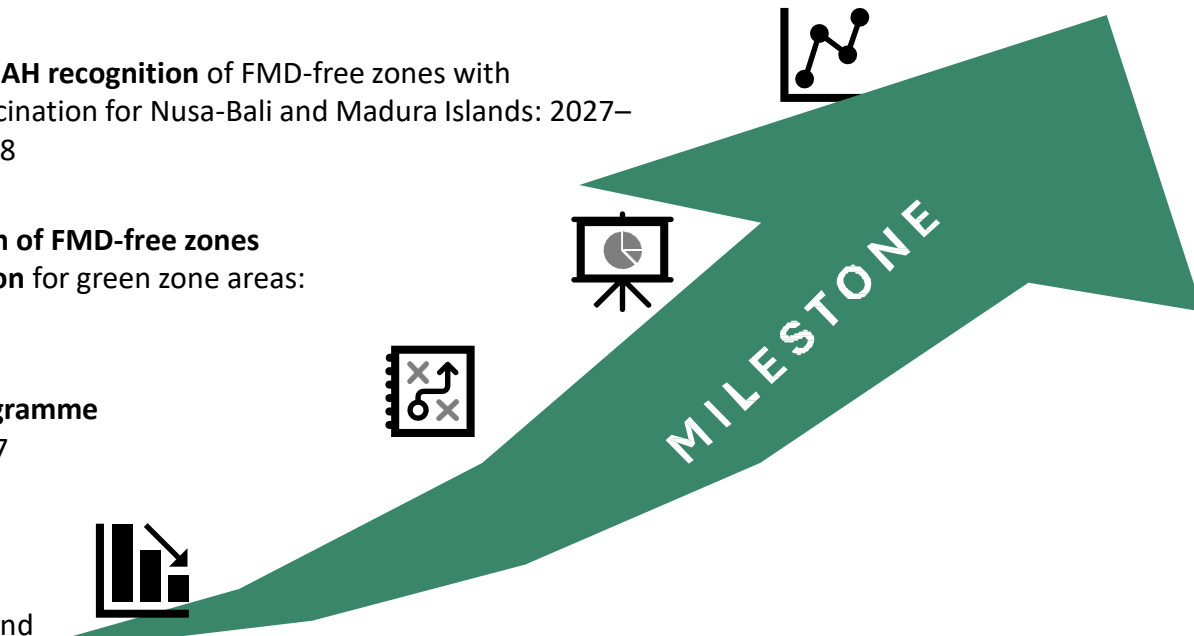 AH recognition of FMD-free zones with
cination for Nusa-Bali and Madura Islands: 2027–
8
n of FMD-free zones
on for green zone areas:
gramme
7
nd
MILESTONE